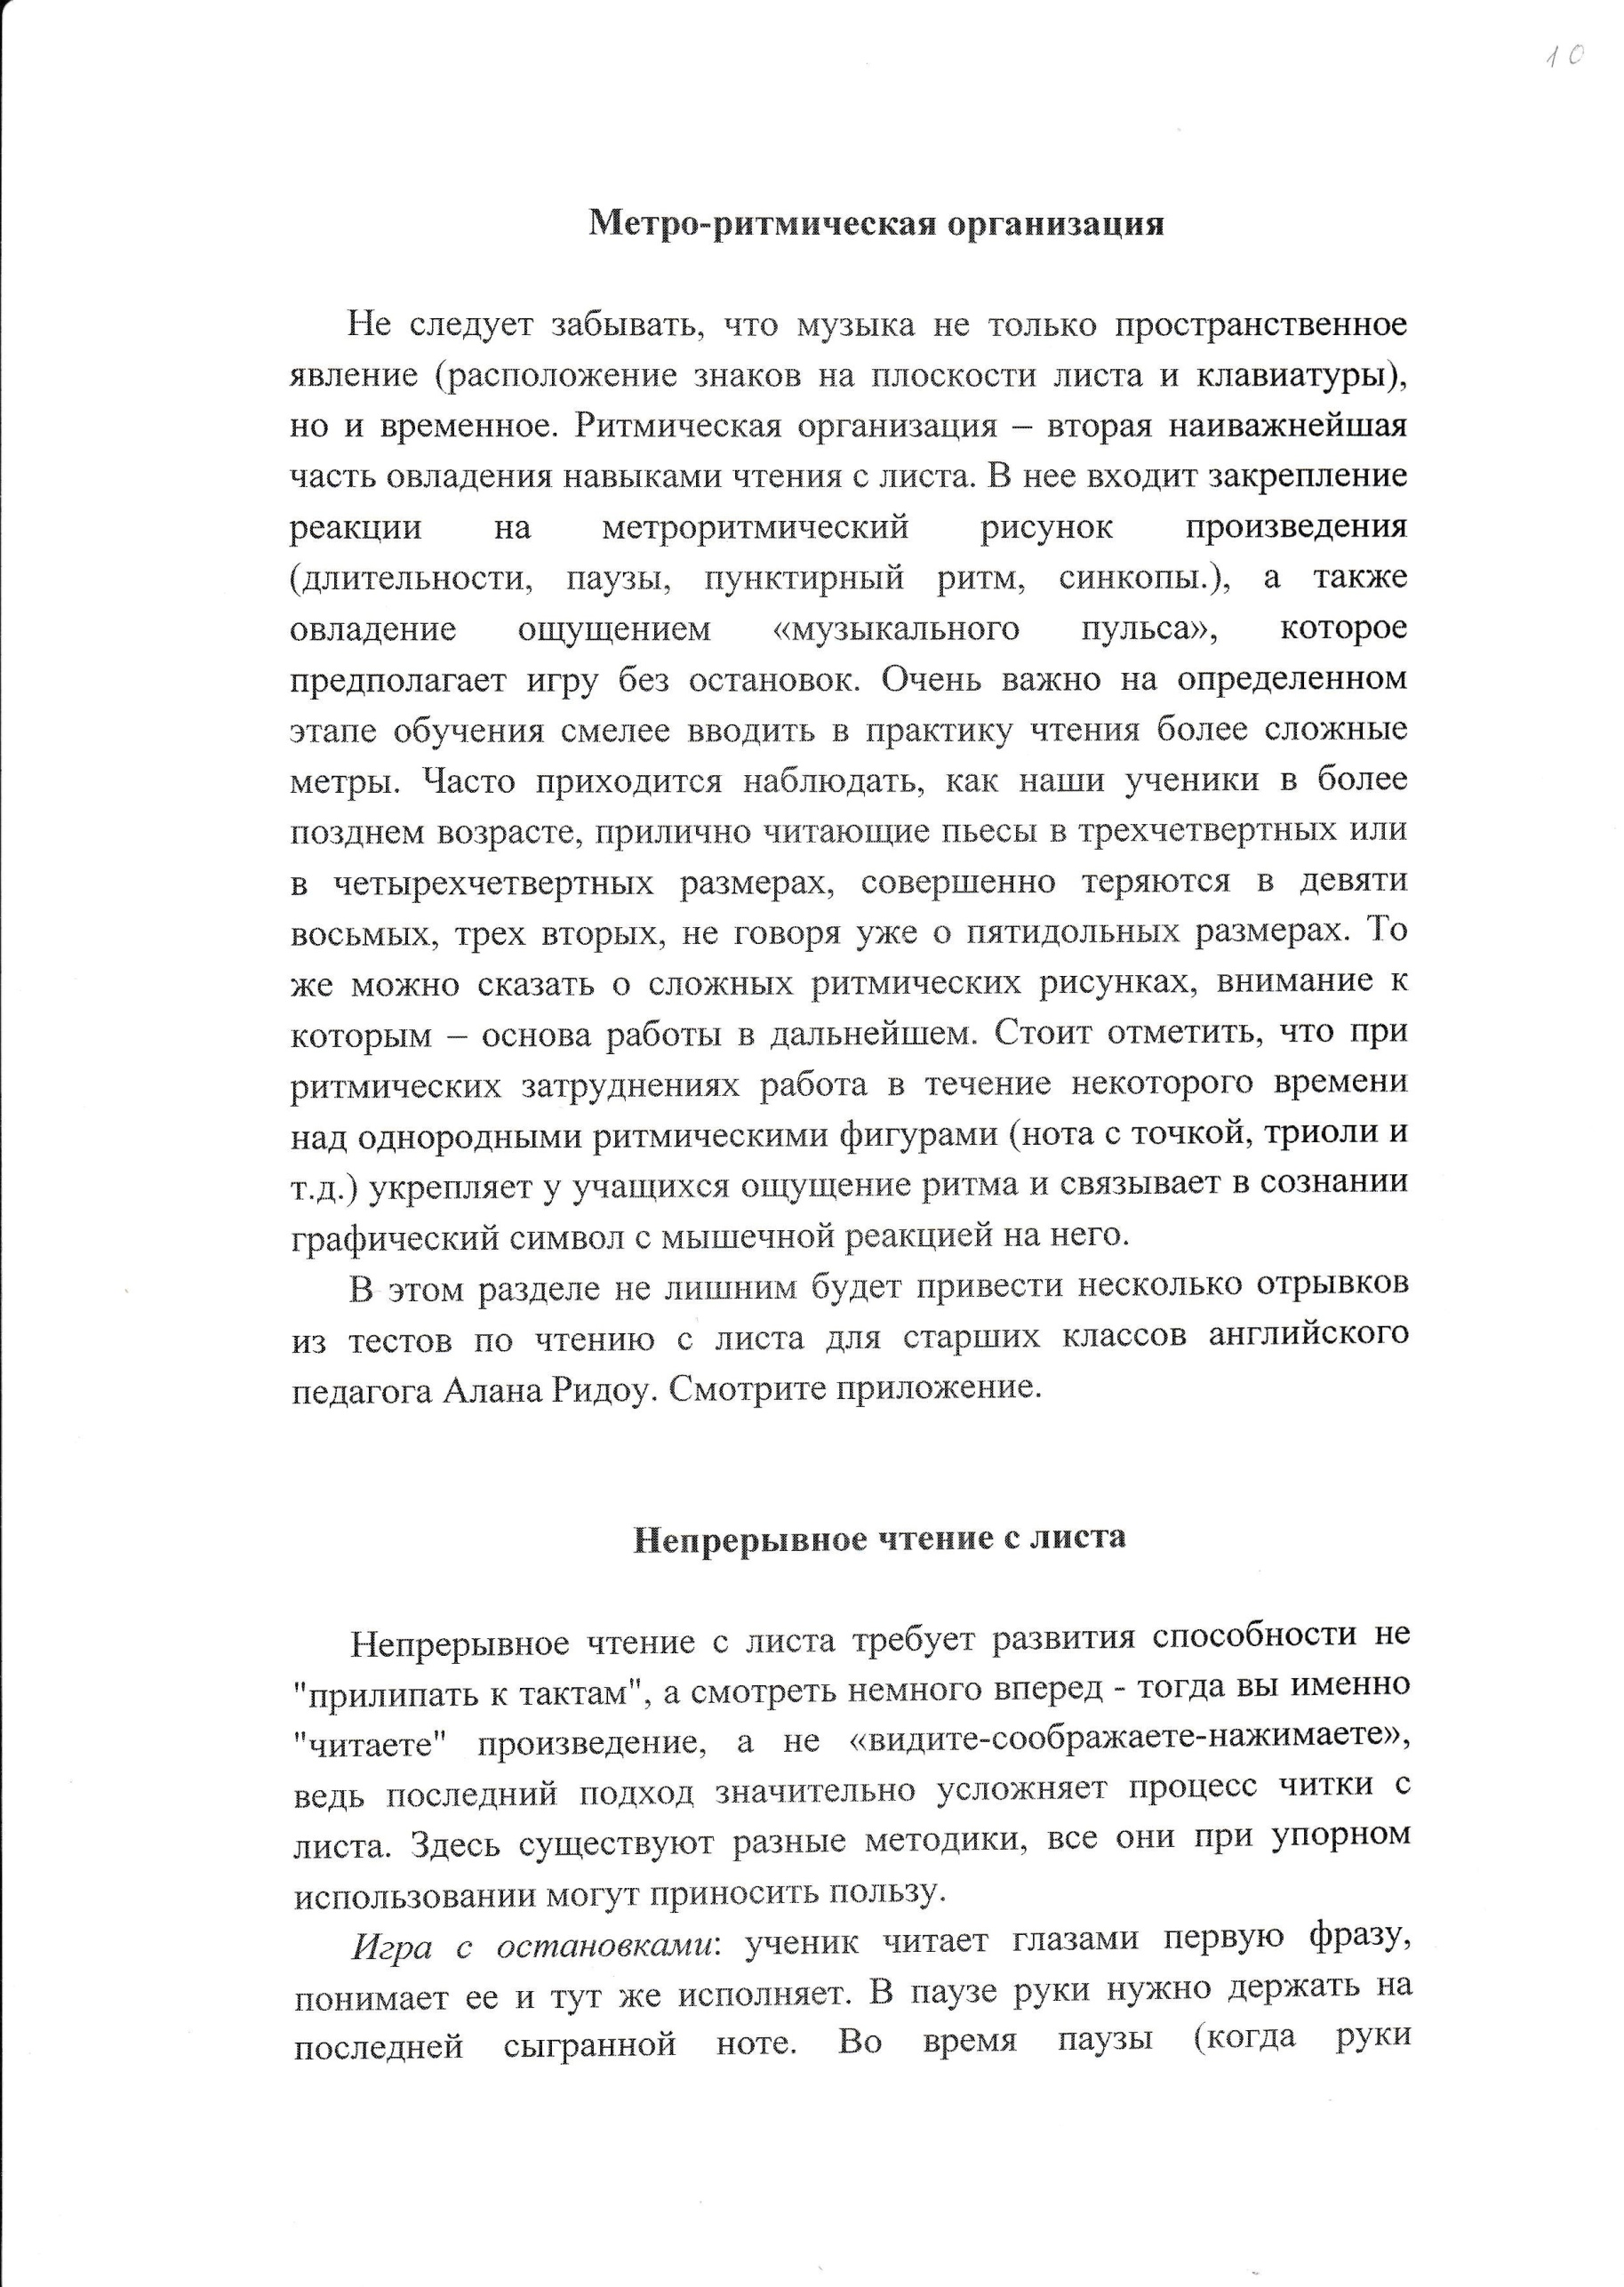 10
Метро-ритмическая организация
Не следует забывать, что музыка не только пространственное
явление (расположение знаков на плоскости листа и клавиатуры),
но и временное. Ритмическая организация – вторая наиважнейшая
часть овладения навыками чтения с листа. В нее входит закрепление
реакции на метроритмический рисунок произведения
(длительности, паузы, пунктирный ритм, синкопы.), а также
овладение ощущением «музыкального пульса», которое
предполагает игру без остановок. Очень важно на определенном
этапе обучения смелее вводить в практику чтения более сложные
метры. Часто приходится наблюдать, как наши ученики в более
позднем возрасте, прилично читающие пьесы в трехчетвертных или
в четырехчетвертных размерах, совершенно теряются в девяти
восьмых, трех вторых, не говоря уже о пятидольных размерах. То
же можно сказать о сложных ритмических рисунках, внимание к
которым – основа работы в дальнейшем. Стоит отметить, что при
ритмических затруднениях работа в течение некоторого времени
над однородными ритмическими фигурами (нота с точкой, триоли и
т.д.) укрепляет у учащихся ощущение ритма и связывает в сознании
графический символ с мышечной реакцией на него.
В этом разделе не лишним будет привести несколько отрывков
из тестов по чтению с листа для старших классов английского
педагога Алана Ридоу. Смотрите приложение.
Непрерывное чтение с листа
Непрерывное чтение с листа требует развития способности не
"прилипать к тактам", а смотреть немного вперед - тогда вы именно
"читаете" произведение, а не «видите-соображаете-нажимаете»,
ведь последний подход значительно усложняет процесс читки с
листа. Здесь существуют разные методики, все они при упорном
использовании могут приносить пользу.
Игра с остановками: ученик читает глазами первую фразу,
понимает ее и тут же исполняет. В паузе руки нужно держать на
последней сыгранной ноте. Во время паузы (когда руки